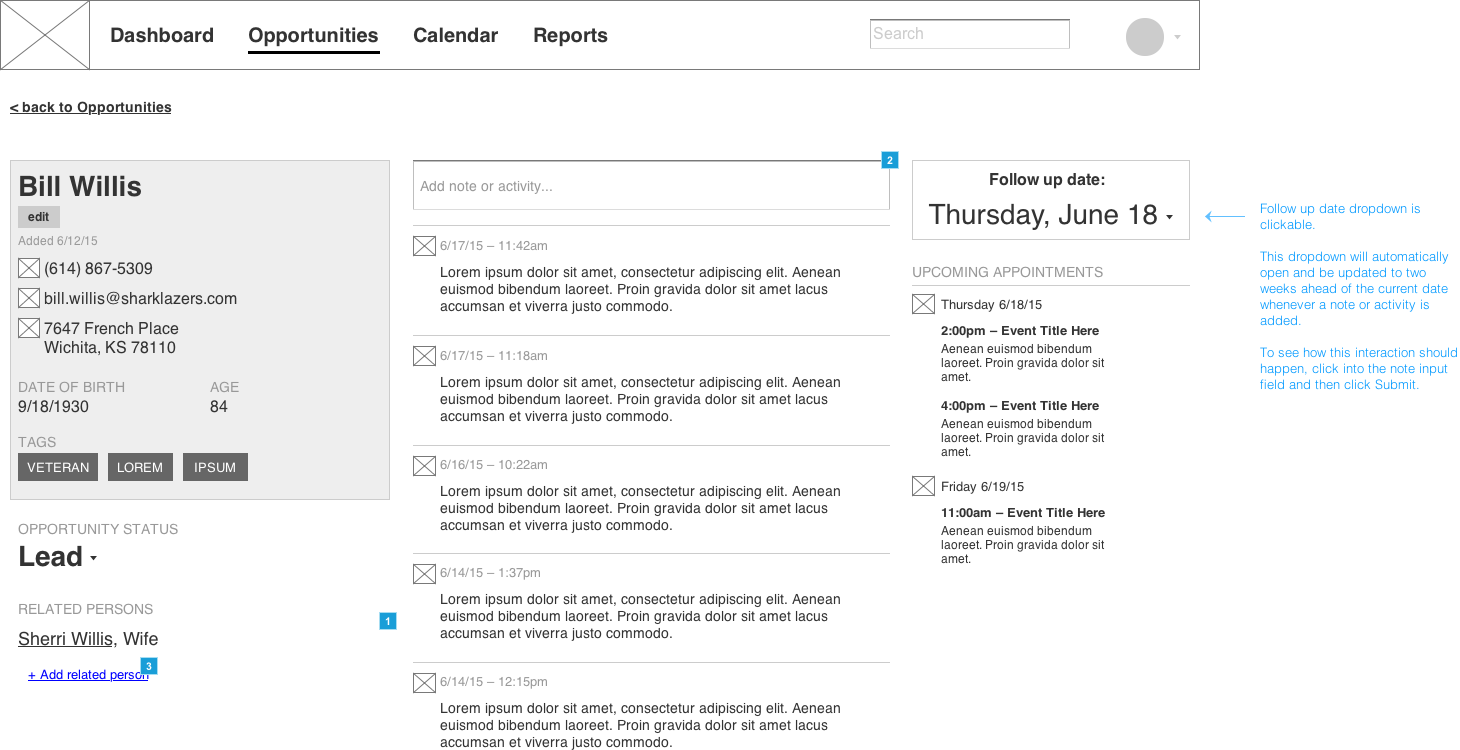 Dashboard Opportunities Calendar Reports Search
< back to Opportunities
Bill Willis
edit
Added 6/12/15
(614) 867-5309
bill.willis@sharklazers.com
7647 French Place
Wichita, KS 78110
DATE OF BIRTH AGE
9/18/1930 84
TAGS
VETERAN LOREM IPSUM
OPPORTUNITY STATUS
Lead
RELATED PERSONS
1
Sherri Willis, Wife
3
+ Add related person
2
Add note or activity...
6/17/15 – 11:42am
Lorem ipsum dolor sit amet, consectetur adipiscing elit. Aenean
euismod bibendum laoreet. Proin gravida dolor sit amet lacus
accumsan et viverra justo commodo.
6/17/15 – 11:18am
Lorem ipsum dolor sit amet, consectetur adipiscing elit. Aenean
euismod bibendum laoreet. Proin gravida dolor sit amet lacus
accumsan et viverra justo commodo.
6/16/15 – 10:22am
Lorem ipsum dolor sit amet, consectetur adipiscing elit. Aenean
euismod bibendum laoreet. Proin gravida dolor sit amet lacus
accumsan et viverra justo commodo.
6/14/15 – 1:37pm
Lorem ipsum dolor sit amet, consectetur adipiscing elit. Aenean
euismod bibendum laoreet. Proin gravida dolor sit amet lacus
accumsan et viverra justo commodo.
6/14/15 – 12:15pm
Lorem ipsum dolor sit amet, consectetur adipiscing elit. Aenean
euismod bibendum laoreet. Proin gravida dolor sit amet lacus
accumsan et viverra justo commodo.
Follow up date:
Thursday, June 18
UPCOMING APPOINTMENTS
Thursday 6/18/15
2:00pm – Event Title Here
Aenean euismod bibendum
laoreet. Proin gravida dolor sit
amet.
4:00pm – Event Title Here
Aenean euismod bibendum
laoreet. Proin gravida dolor sit
amet.
Friday 6/19/15
11:00am – Event Title Here
Aenean euismod bibendum
laoreet. Proin gravida dolor sit
amet.
Follow up date dropdown is
clickable.
This dropdown will automatically
open and be updated to two
weeks ahead of the current date
whenever a note or activity is
added.
To see how this interaction should
happen, click into the note input
field and then click Submit.